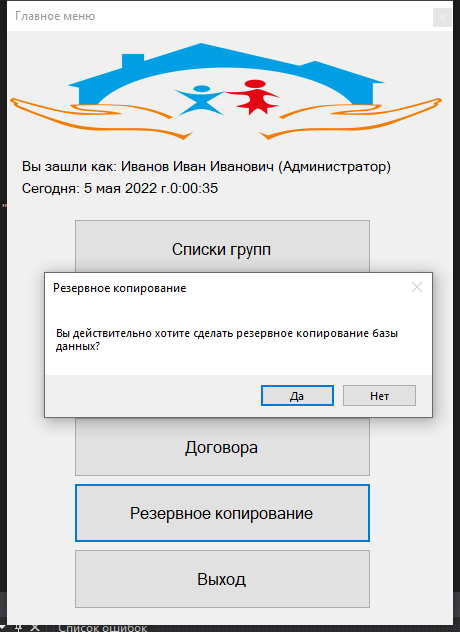 Главное меню
x
Вы зашли как: Иванов Иван Иванович (Администратор)
Сегодня: 5 мая 2022 г.0:00:35
"
Списки групп
Резервное копирование
Вы действительно хотите сделать резервное копирование базы
данных?
Да
Нет
Договора
Резервное копирование
Выход
Список ошибок